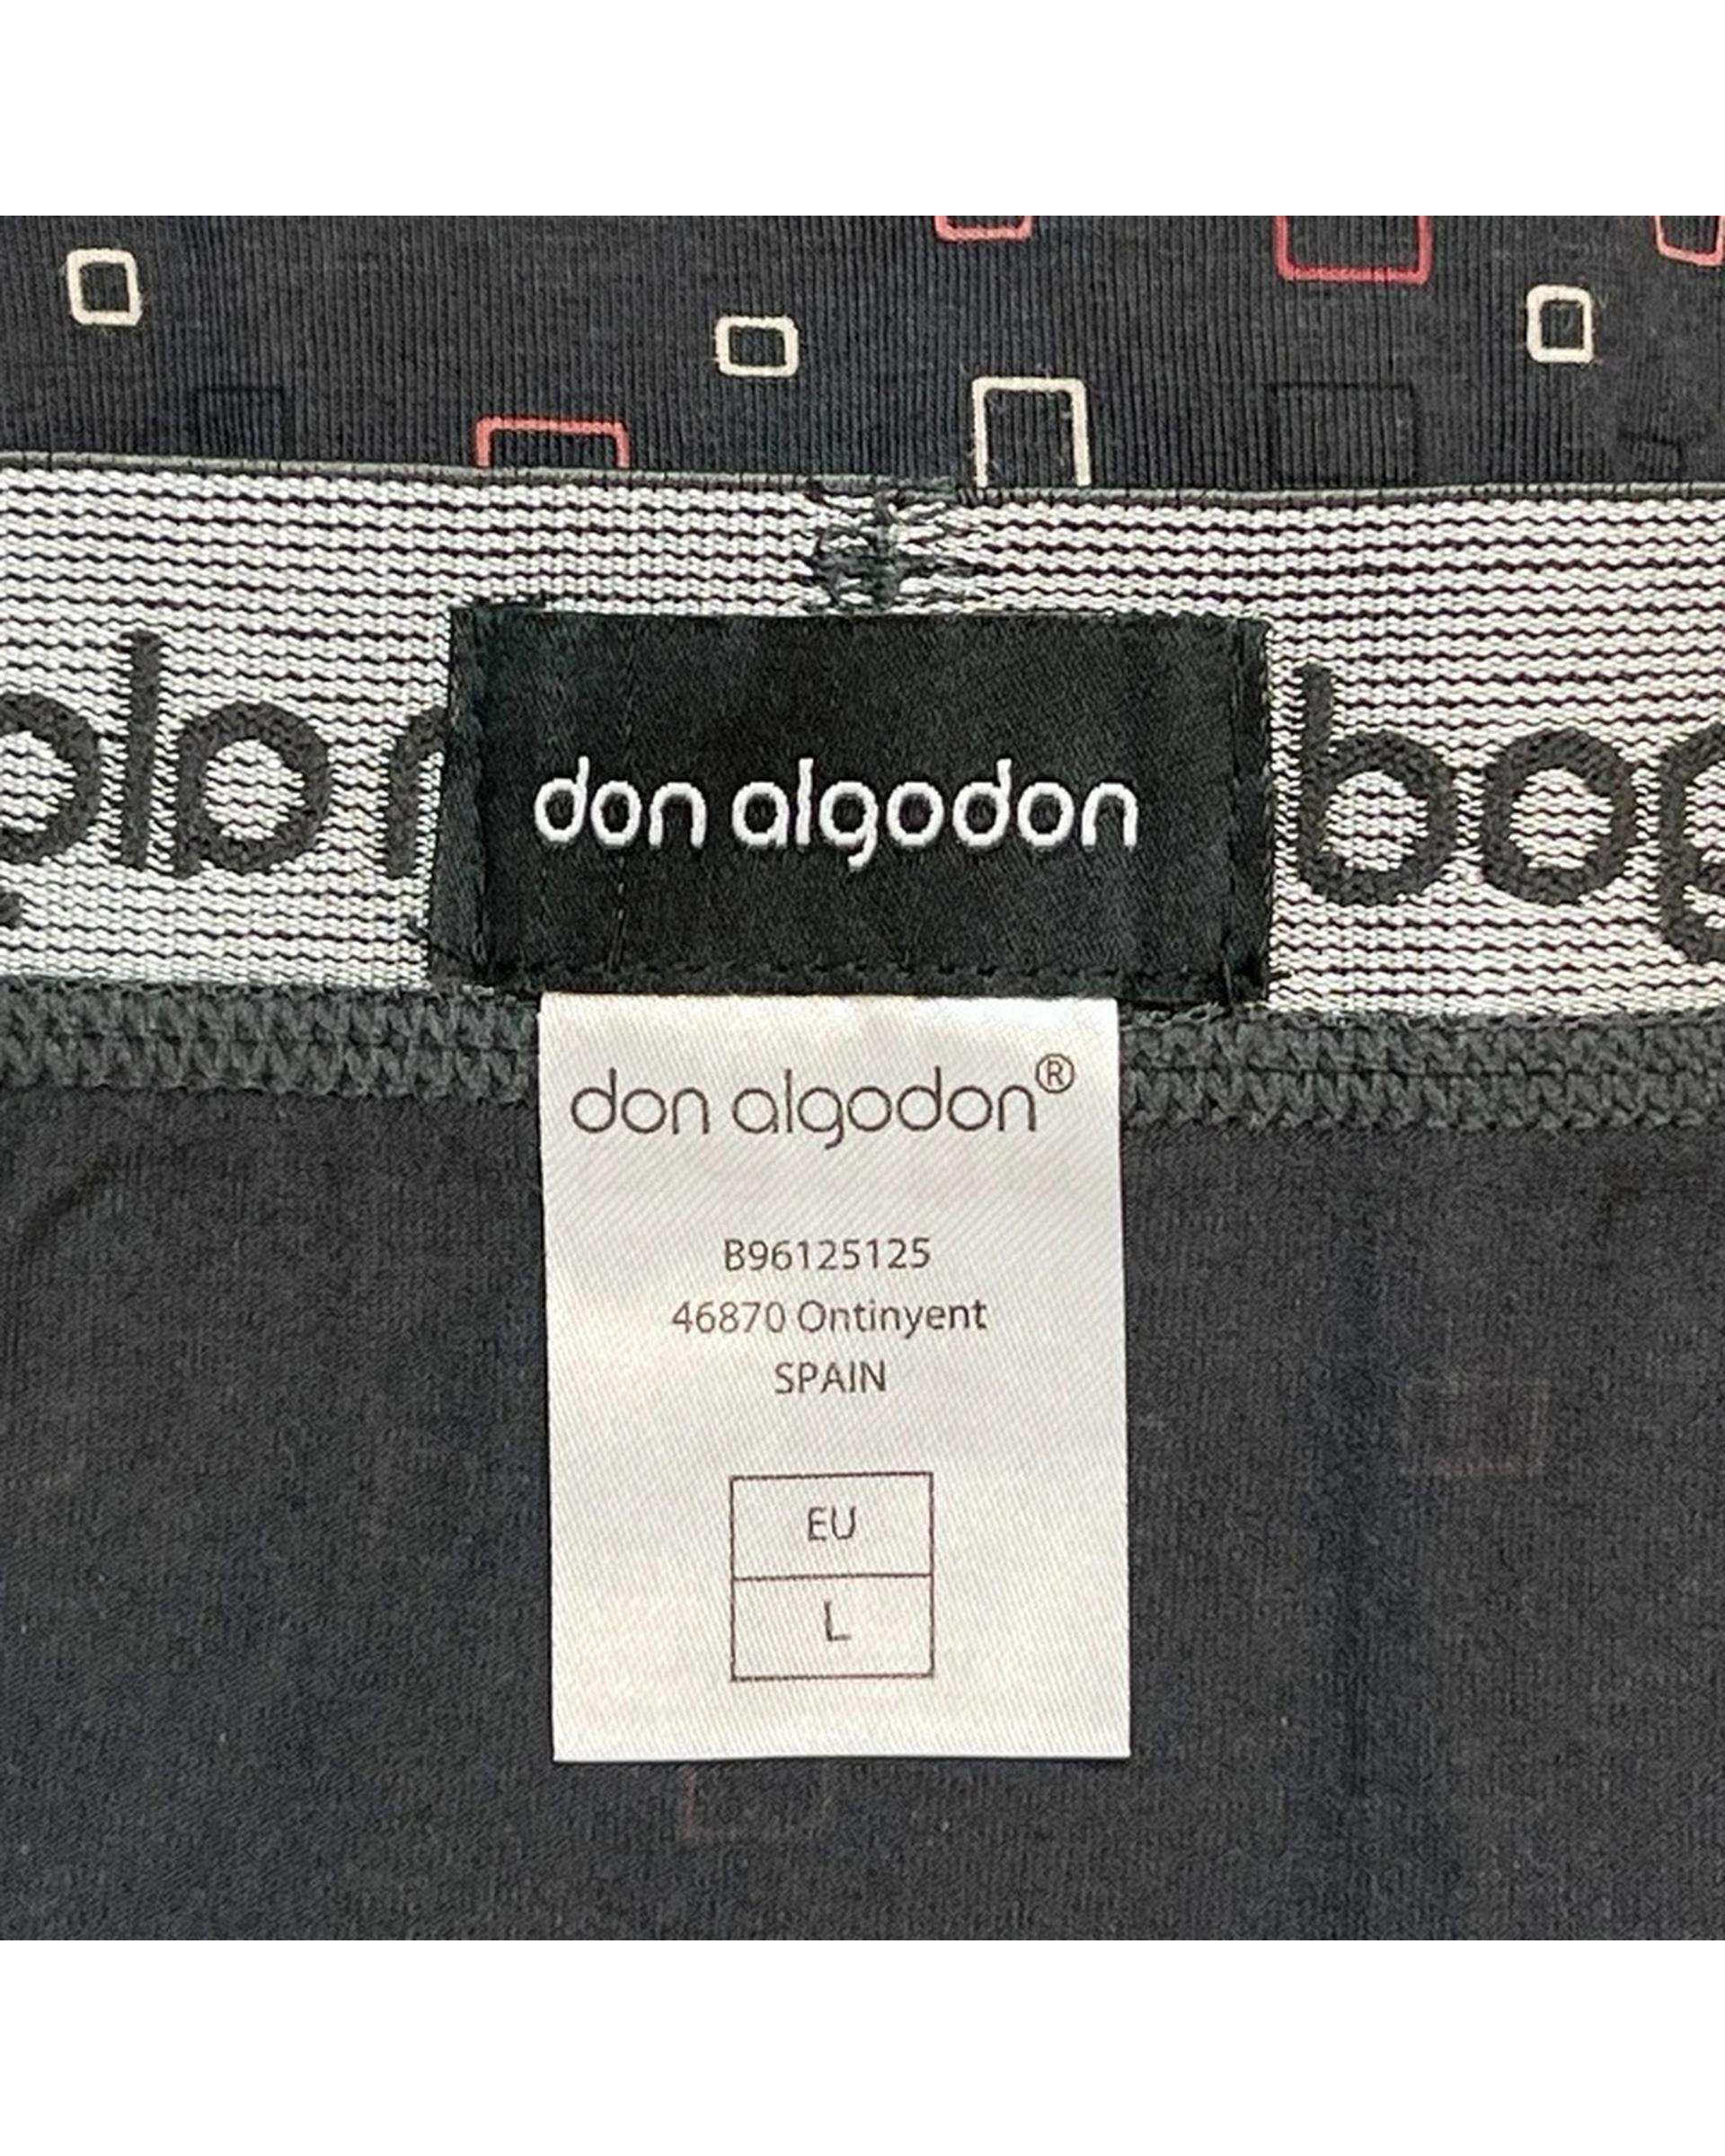 don algodon
don algodon®
B96125125
46870 Ontinyent
SPAIN
EU
L